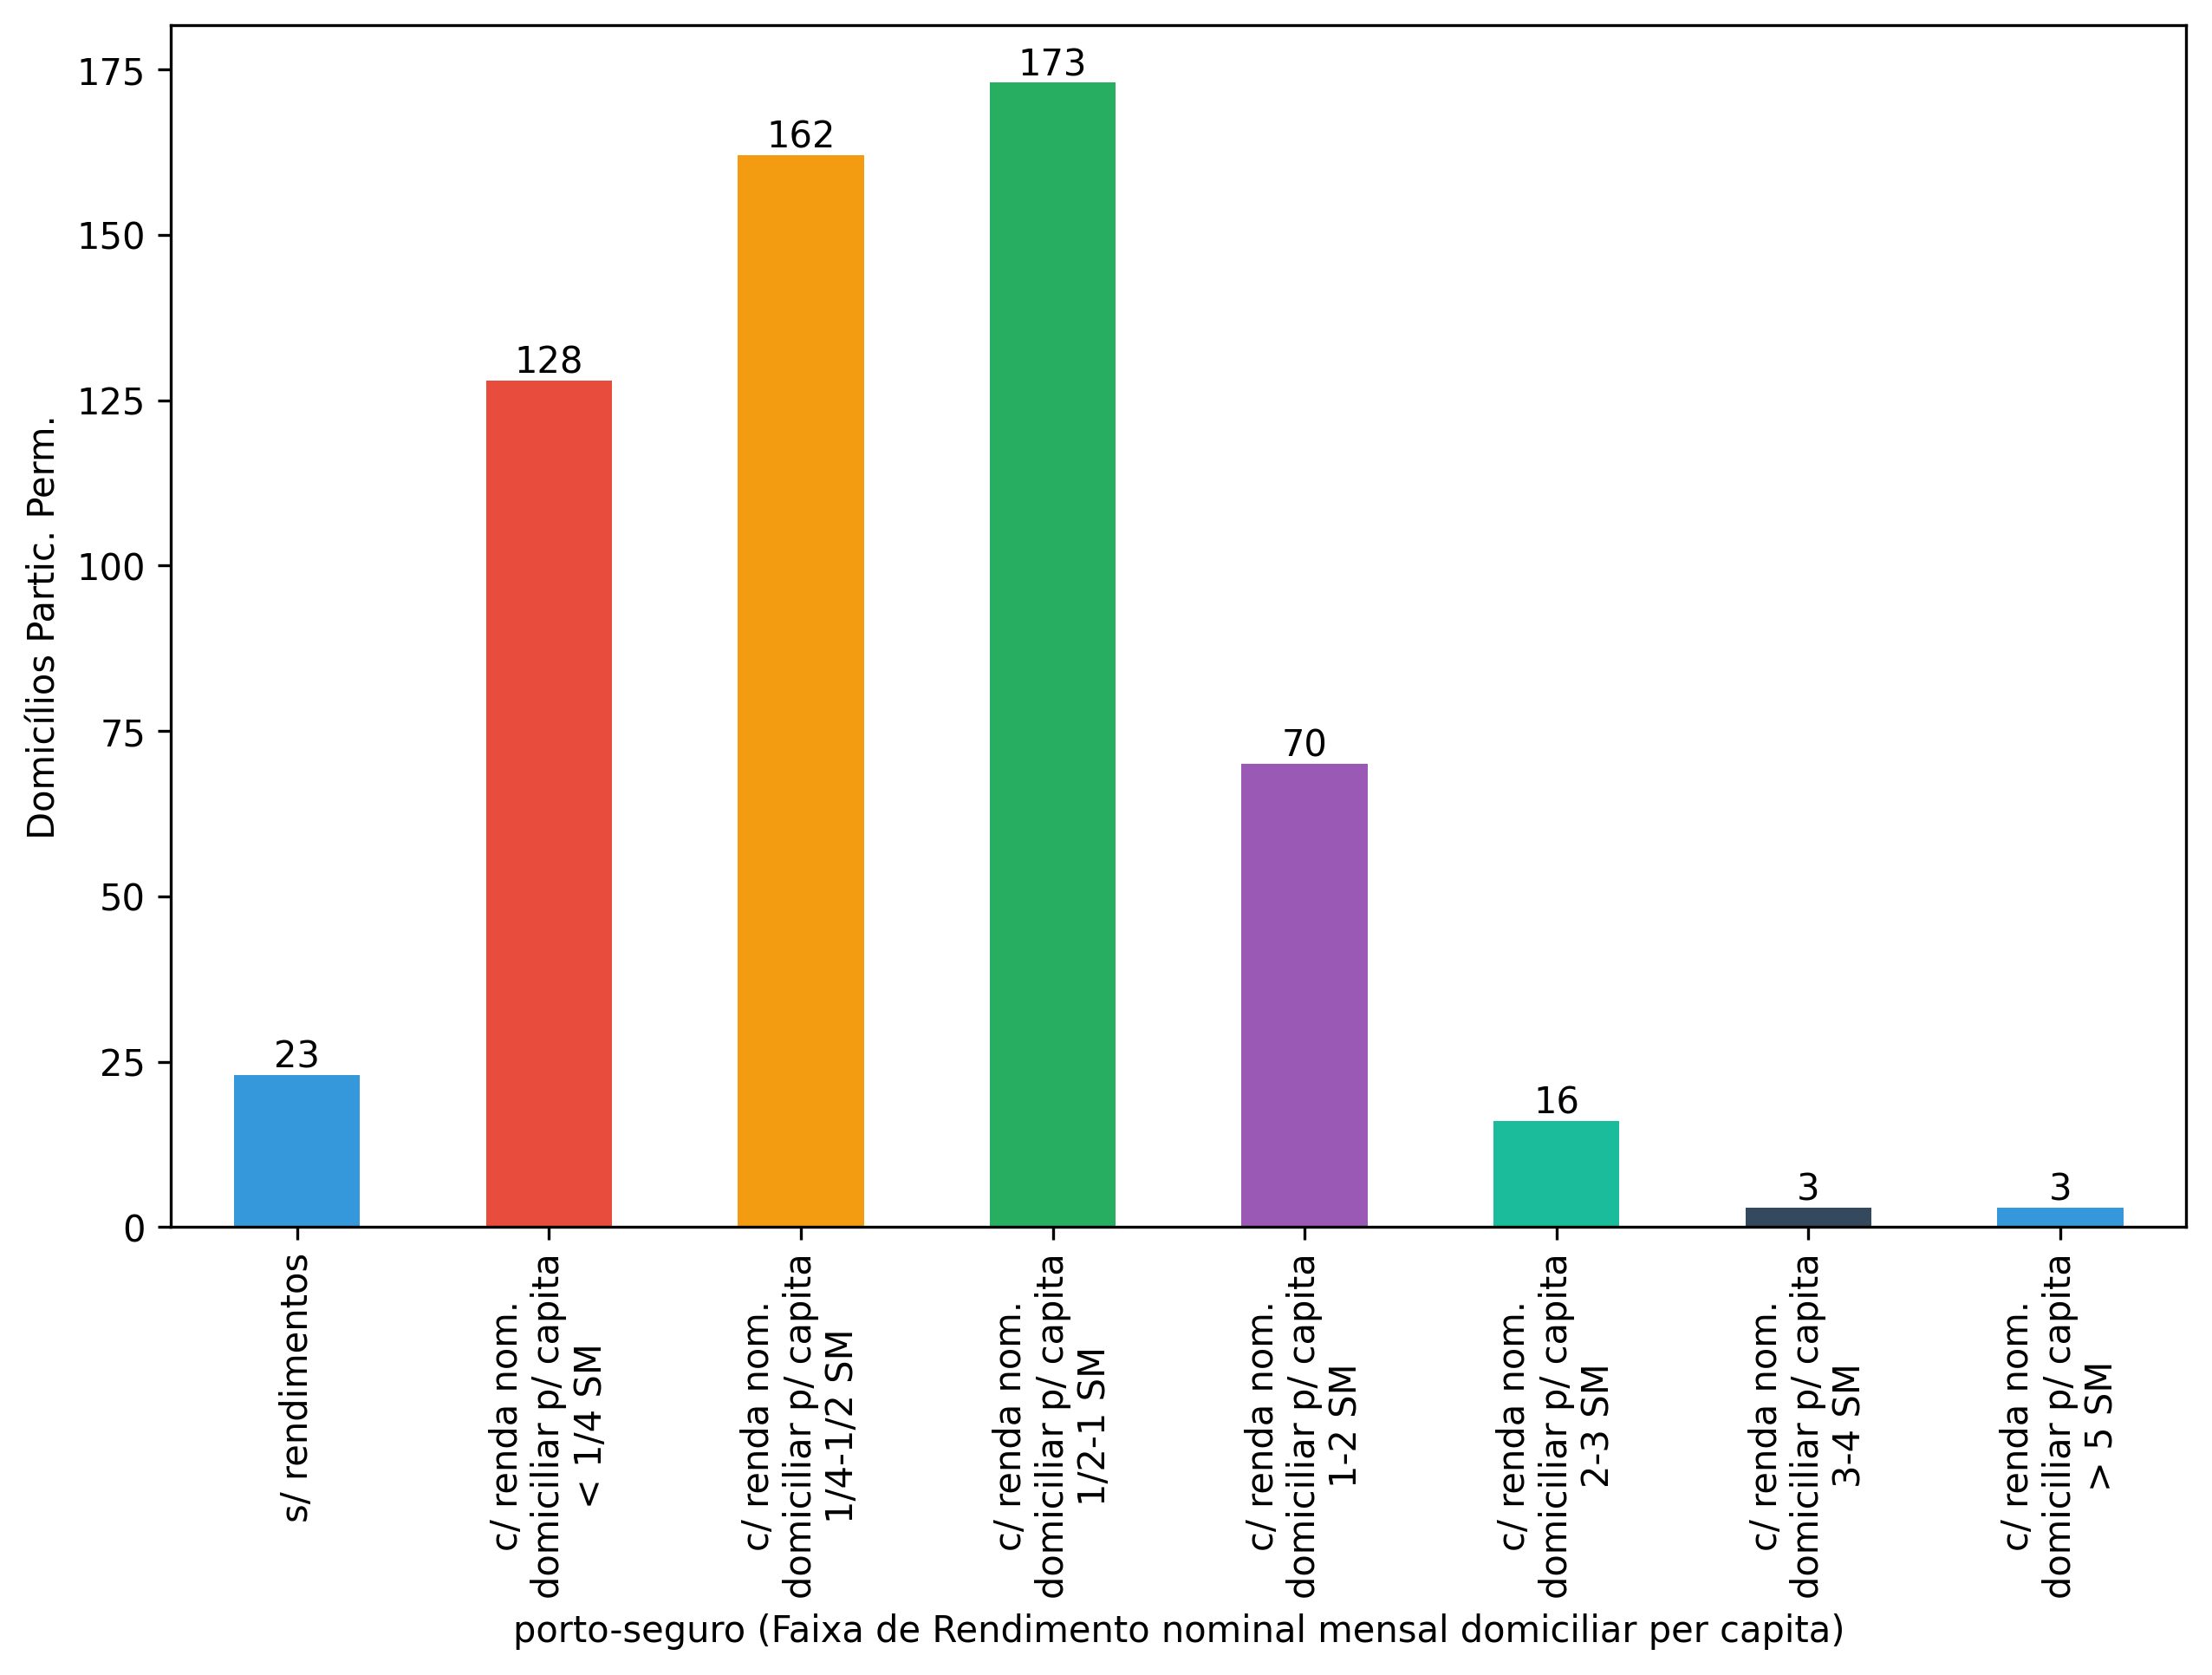 Domicílios Partic. Perm.
175
150
125
100
75
50
25
0
23
128
162
173
70
16
3
3
s/ rendimentos
c/ renda nom.
domiciliar p/ capita
< 1/4 SM
c/ renda nom.
domiciliar p/ capita
1/4-1/2 SM
c/ renda nom.
domiciliar p/ capita
1/2-1 SM
c/ renda nom.
domiciliar p/ capita
1-2 SM
c/ renda nom.
domiciliar p/ capita
2-3 SM
c/ renda nom.
domiciliar p/ capita
3-4 SM
c/ renda nom.
domiciliar p/ capita
> 5 SM
porto-seguro (Faixa de Rendimento nominal mensal domiciliar per capita)